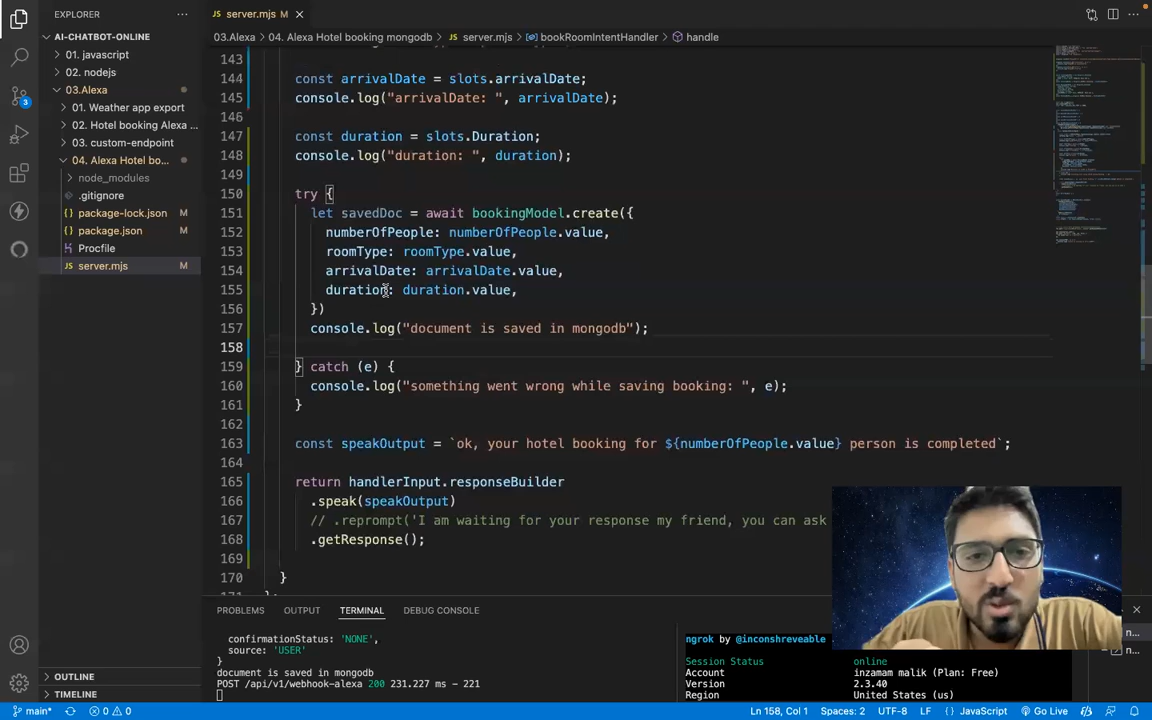 EXPLORER
···
AI-CHATBOT-ONLINE
01. javascript
02. nodejs
03.Alexa
01. Weather app export
02. Hotel booking Alexa ...
03. custom-endpoint
04. Alexa Hotel bo...
node_modules
.gitignore
package-lock.json M
package.json M
Procfile
server.mjs M
OUTLINE
TIMELINE
3
server.mjs M
03.Alexa > 04. Alexa Hotel booking mongodb > server.mjs > bookRoomIntentHandler > handle
143
144 const arrivalDate = slots.arrivalDate;
145 console.log("arrivalDate: ", arrivalDate);
146
147 const duration = slots.Duration;
148 console.log("duration: ", duration);
149
150 try {
151 let savedDoc = await bookingModel.create({
152 numberOfPeople: numberOfPeople.value,
153 roomType: roomType.value,
154 arrivalDate: arrivalDate.value,
155 duration: duration.value,
156 })
157 console.log("document is saved in mongodb");
158
159 } catch (e) {
160 console.log("something went wrong while saving booking: ", e);
161 }
162
163 const speakOutput = `ok, your hotel booking for ${numberOfPeople.value} person is completed`;
164
165 return handlerInput.responseBuilder
166 .speak(speakOutput)
167 // .reprompt('I am waiting for your response my friend, you can ask
168 .getResponse();
169
170 }
PROBLEMS OUTPUT TERMINAL DEBUG CONSOLE
confirmationStatus: 'NONE',
source: 'USER'
}
document is saved in mongodb
POST /api/v1/webhook-alexa 200 231.227 ms - 221
ngrok by @inconshreveable
Session Status online
Account inzamam malik (Plan: Free)
Version 2.3.40
Region United States (us)
n...
n...
main* 0 0
Ln 158, Col 1 Spaces: 2 UTF-8 LF JavaScript Go Live